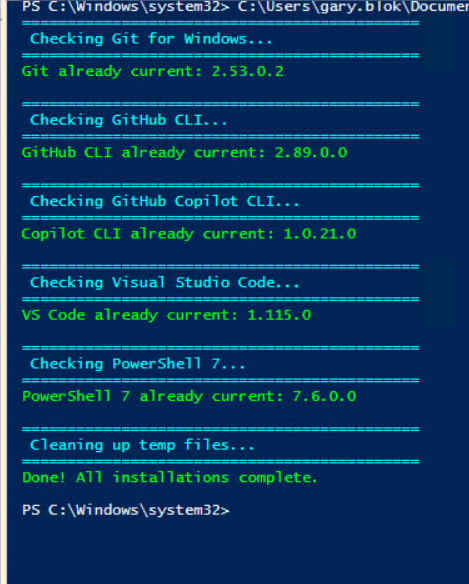 PS C:\Windows\system32> C:\Users\gary.blok\Documen
==================================================
Checking Git for Windows...
==================================================
Git already current: 2.53.0.2
==================================================
Checking GitHub CLI...
==================================================
GitHub CLI already current: 2.89.0.0
==================================================
Checking GitHub Copilot CLI...
==================================================
Copilot CLI already current: 1.0.21.0
==================================================
Checking Visual Studio Code...
==================================================
VS Code already current: 1.115.0
==================================================
Checking PowerShell 7...
==================================================
PowerShell 7 already current: 7.6.0.0
==================================================
Cleaning up temp files...
==================================================
Done! All installations complete.
PS C:\Windows\system32>